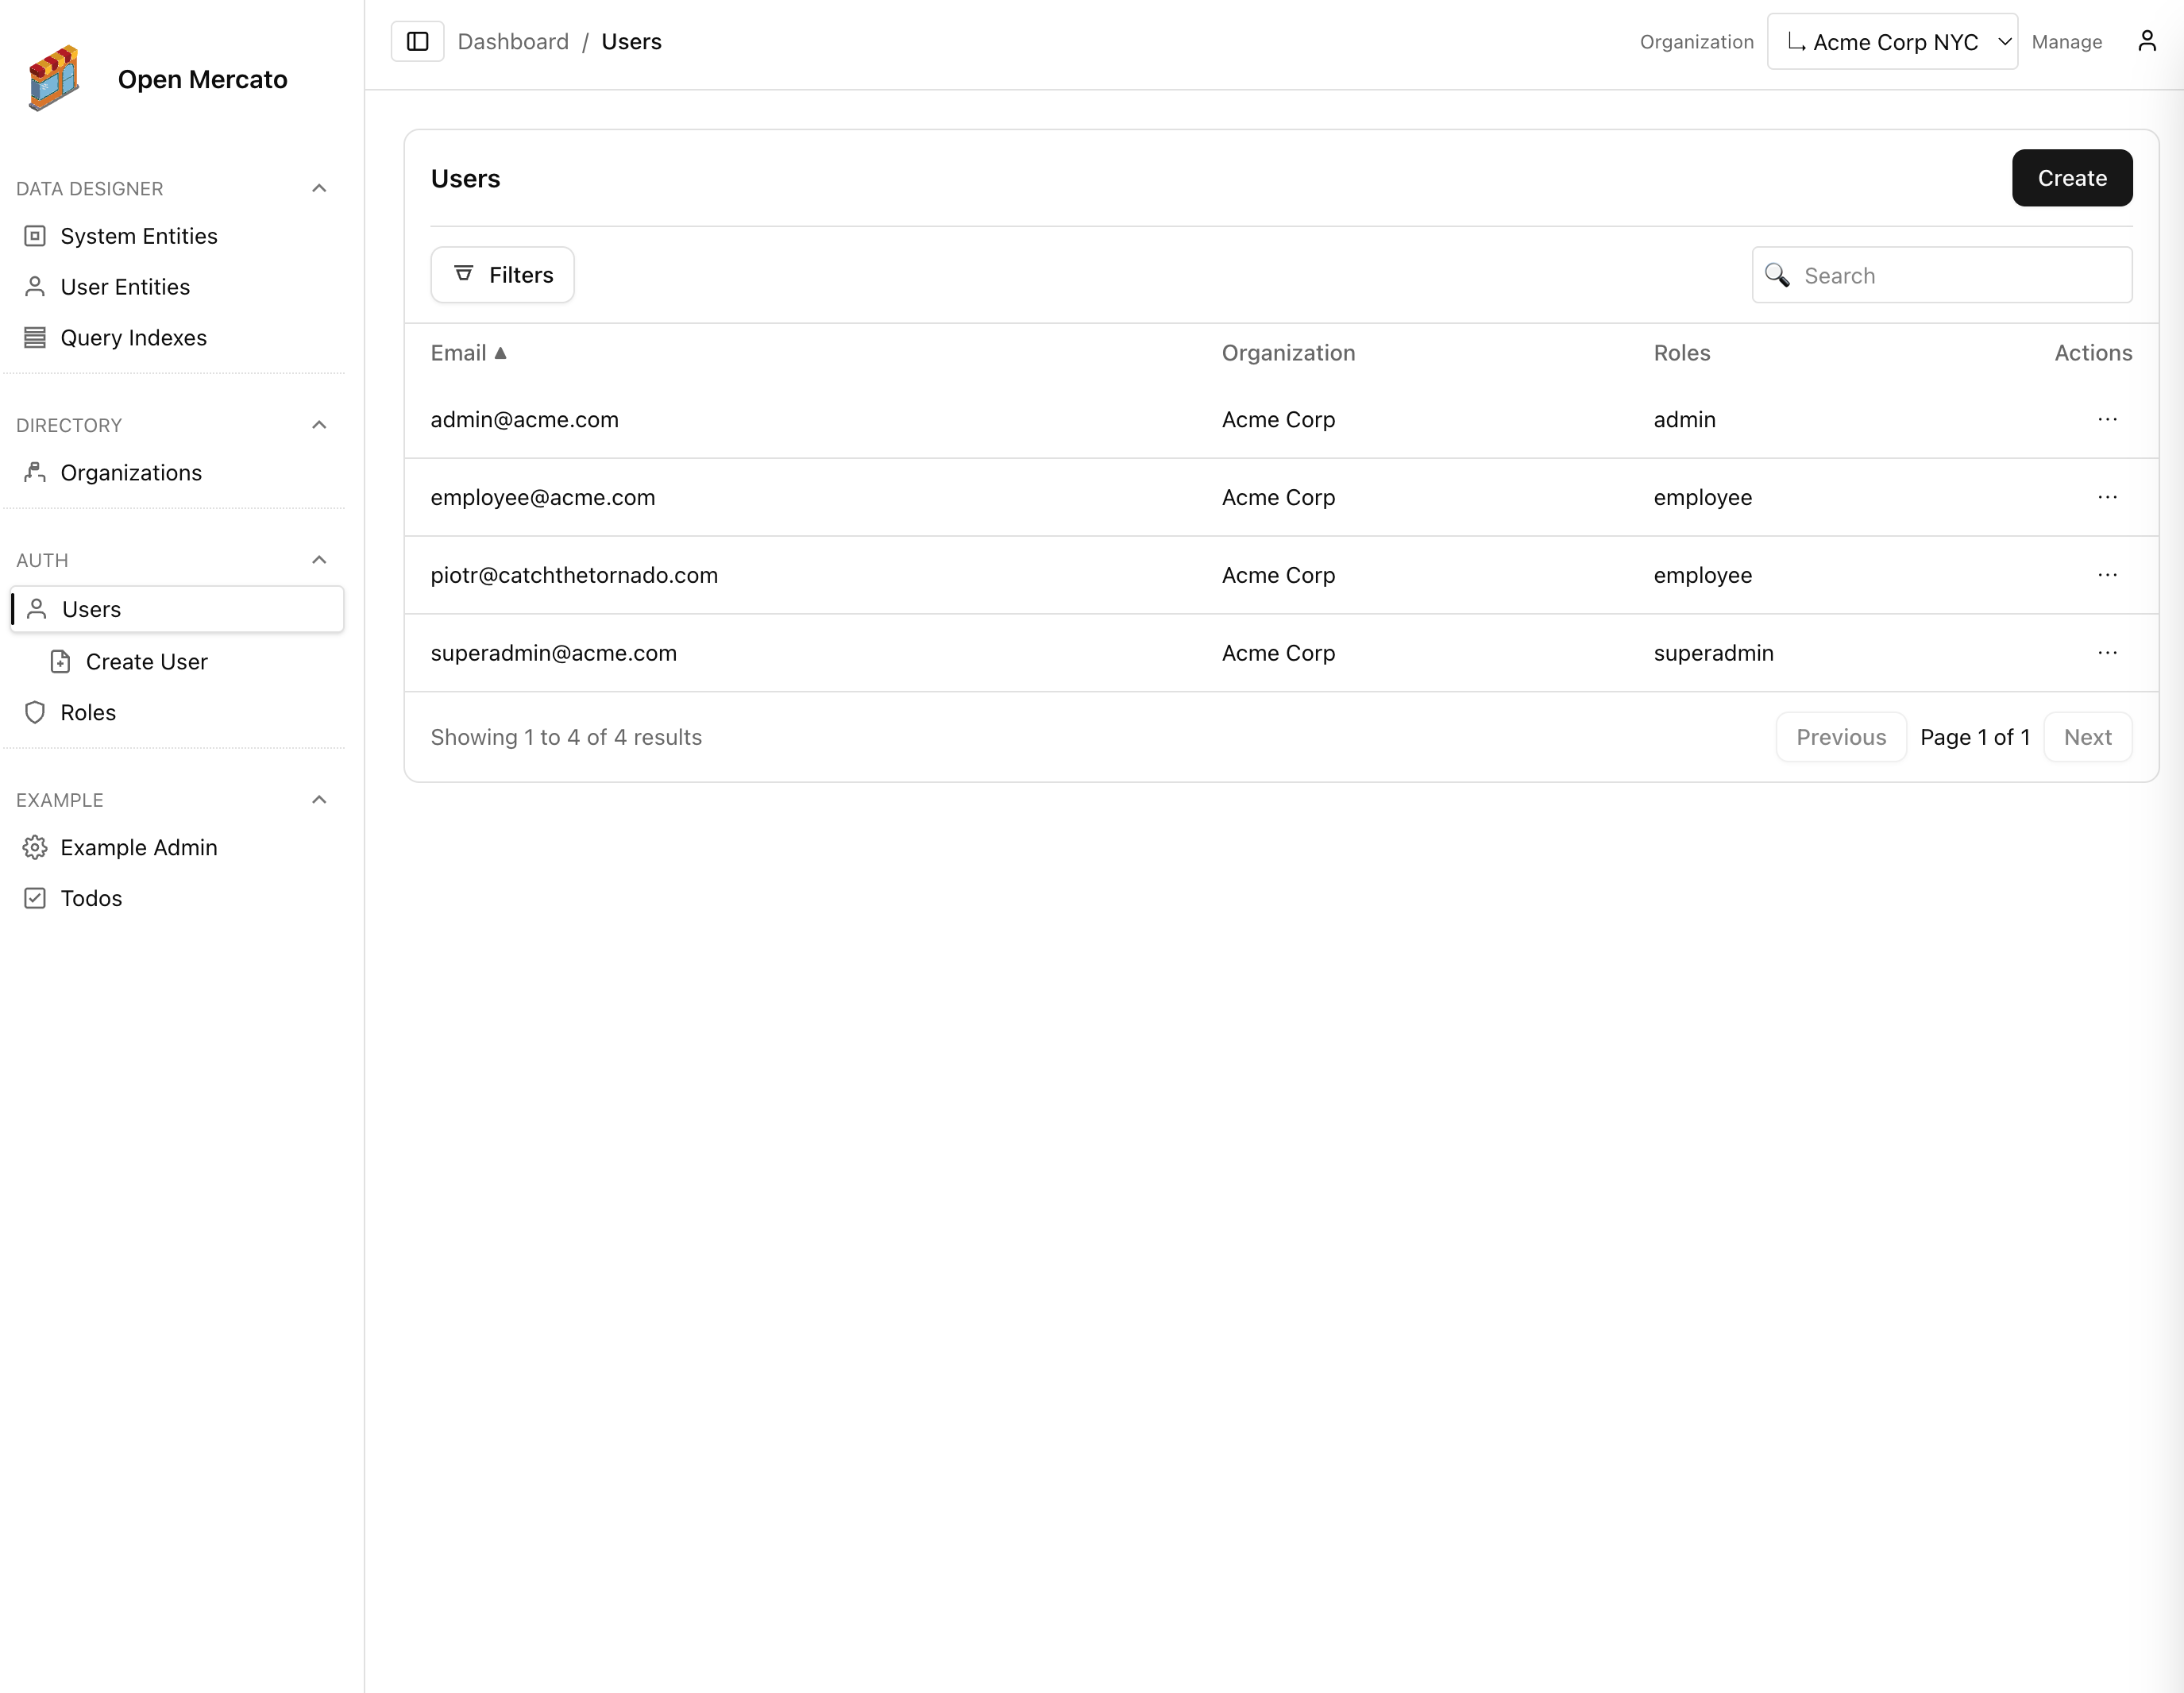 Open Mercato
DATA DESIGNER
System Entities
User Entities
Query Indexes
DIRECTORY
Organizations
AUTH
Users
Create User
Roles
EXAMPLE
Example Admin
Todos
Dashboard / Users
Organization Acme Corp NYC Manage
Users Create
Filters Search
Email ▲ Organization Roles Actions
admin@acme.com Acme Corp admin ...
employee@acme.com Acme Corp employee ...
piotr@catchthetornado.com Acme Corp employee ...
superadmin@acme.com Acme Corp superadmin ...
Showing 1 to 4 of 4 results Previous Page 1 of 1 Next